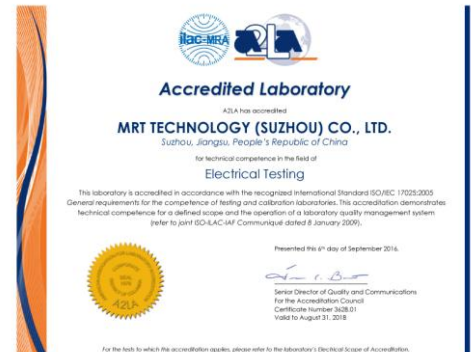 ilac-MRA
A2LA
Accredited Laboratory
A2LA has accredited
MRT TECHNOLOGY (SUZHOU) CO., LTD.
Suzhou, Jiangsu, People's Republic of China
for technical competence in the field of
Electrical Testing
This laboratory is accredited in accordance with the recognized International Standard ISO/IEC 17025:2005
General requirements for the competence of testing and calibration laboratories. This accreditation demonstrates
technical competence for a defined scope and the operation of a laboratory quality management system
(refer to joint ISO-ILAC-IAF Communiqué dated 8 January 2009).
Presented this 6th day of September 2016.
Senior Director of Quality and Communications
For the Accreditation Council
Certificate Number 3628.01
Valid to August 31, 2018
CORPORATE
SEAL
1978
A2LA
For the tests to which this accreditation applies, please refer to the laboratory's Electrical Scope of Accreditation.